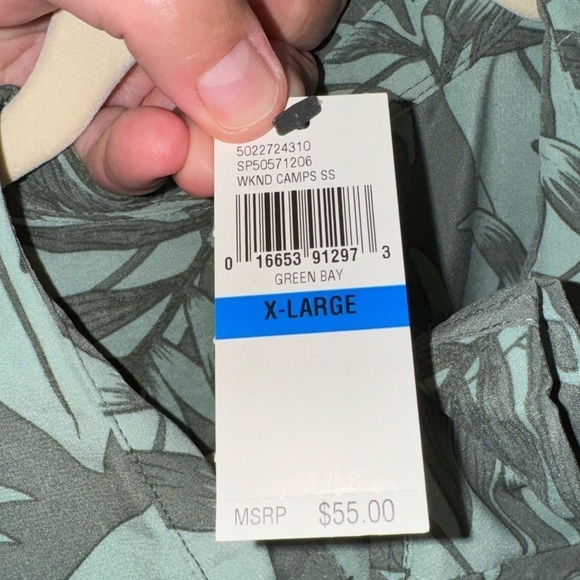 5022724310
SP50571206
WKND CAMPS SS
0 16653 91297 3
GREEN BAY
X-LARGE
MSRP $55.00